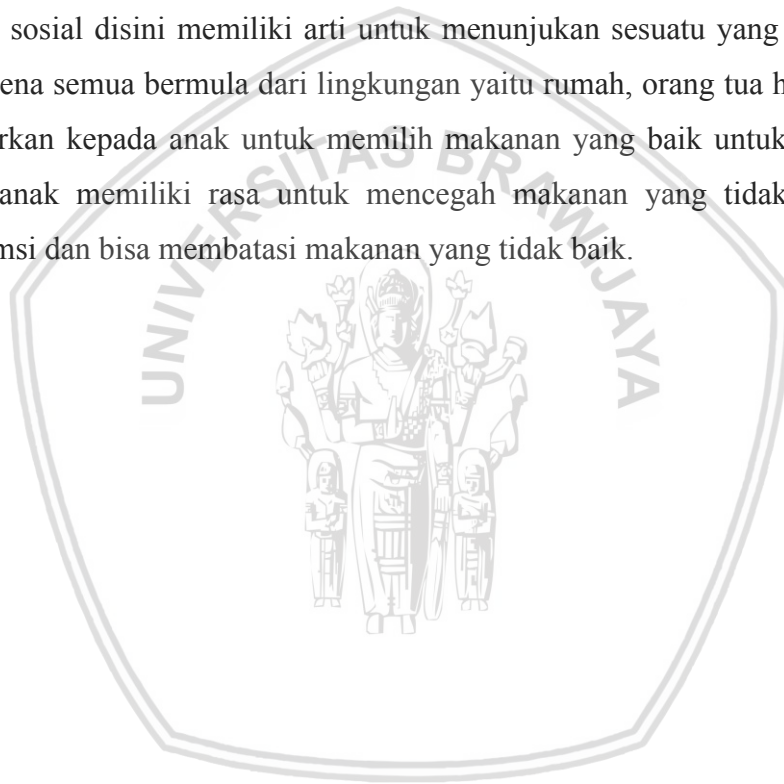 sosial disini memiliki arti untuk menunjukan sesuatu yang
ena semua bermula dari lingkungan yaitu rumah, orang tua h
rkan kepada anak untuk memilih makanan yang baik untuk
anak memiliki rasa untuk mencegah makanan yang tidak
msi dan bisa membatasi makanan yang tidak baik.
UNIVERSITAS BRAWIJAYA